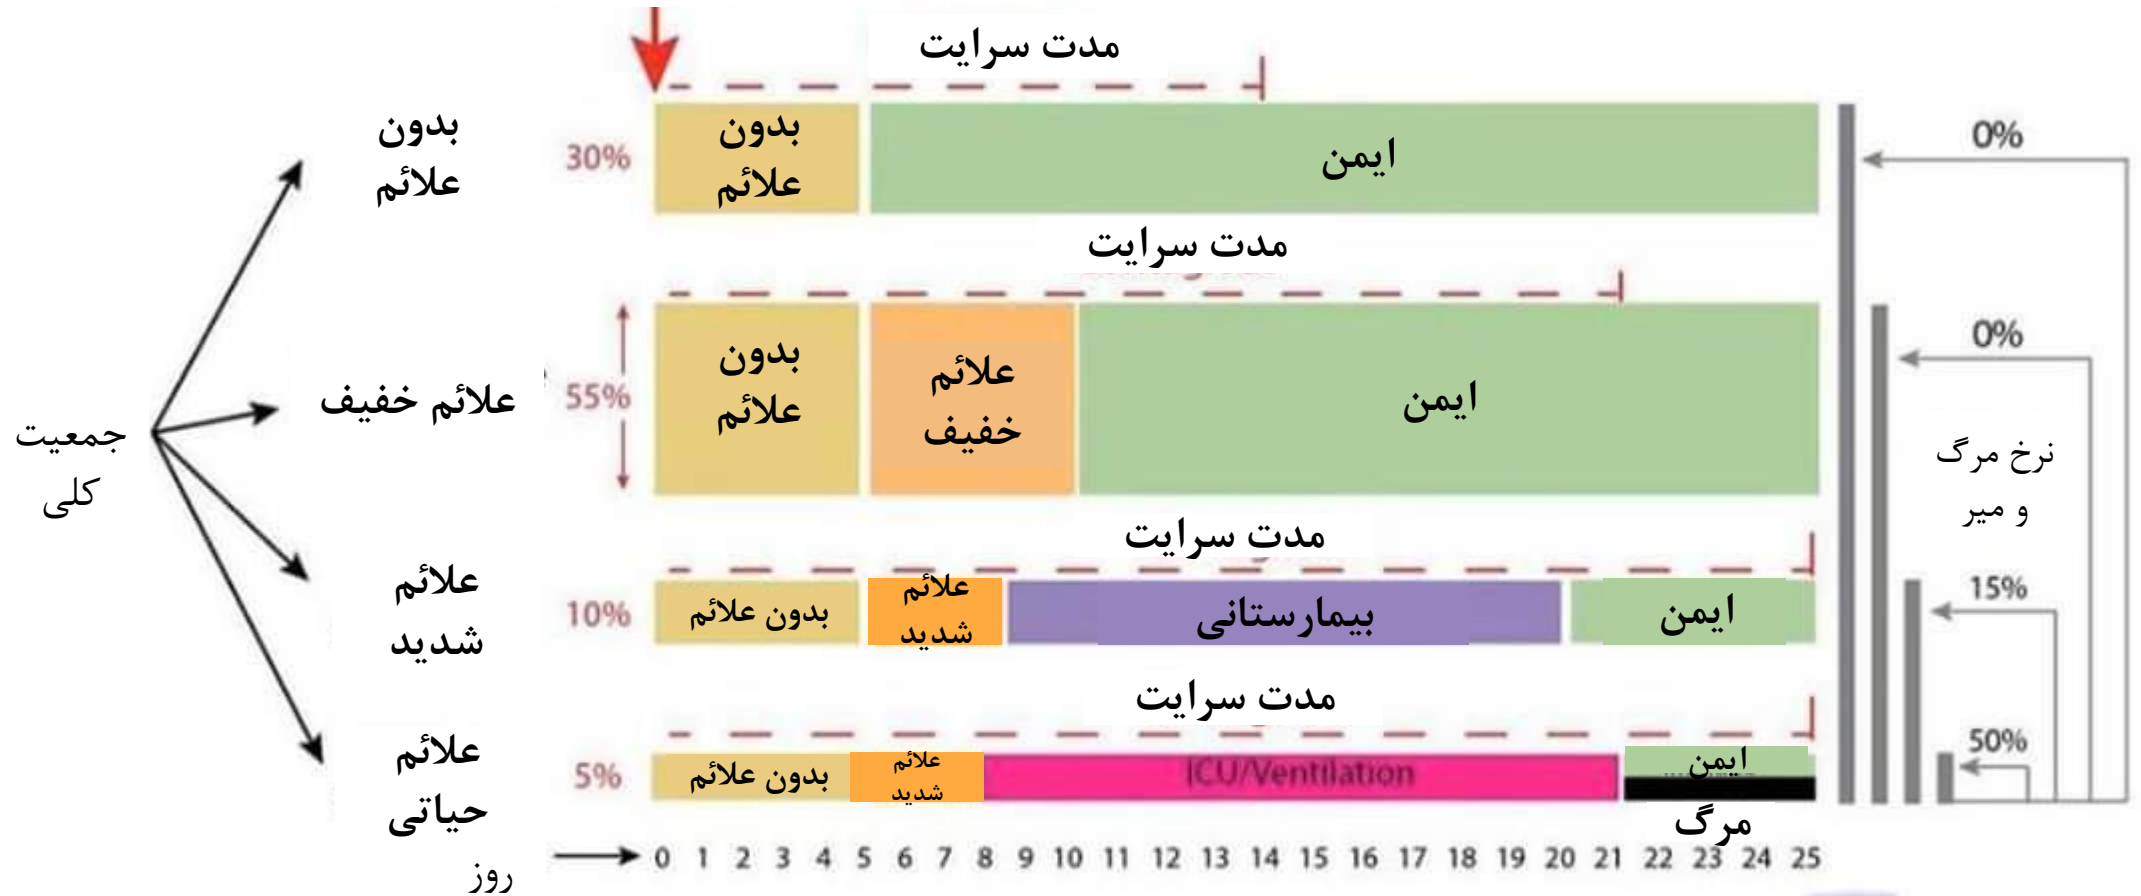 مدت سرایت
بدون
علائم
30%
بدون
علائم
ایمن
0%
مدت سرایت
علائم خفیف
55%
بدون
علائم
علائم
خفیف
ایمن
0%
جمعیت
کلی
نرخ مرگ
و میر
مدت سرایت
علائم
شدید
10%
بدون علائم
علائم
شدید
بیمارستانی
ایمن
15%
مدت سرایت
علائم
حیاتی
5%
بدون علائم
علائم
شدید
ICU/Ventilation
ایمن
مرگ
50%
روز
0 1 2 3 4 5 6 7 8 9 10 11 12 13 14 15 16 17 18 19 20 21 22 23 24 25